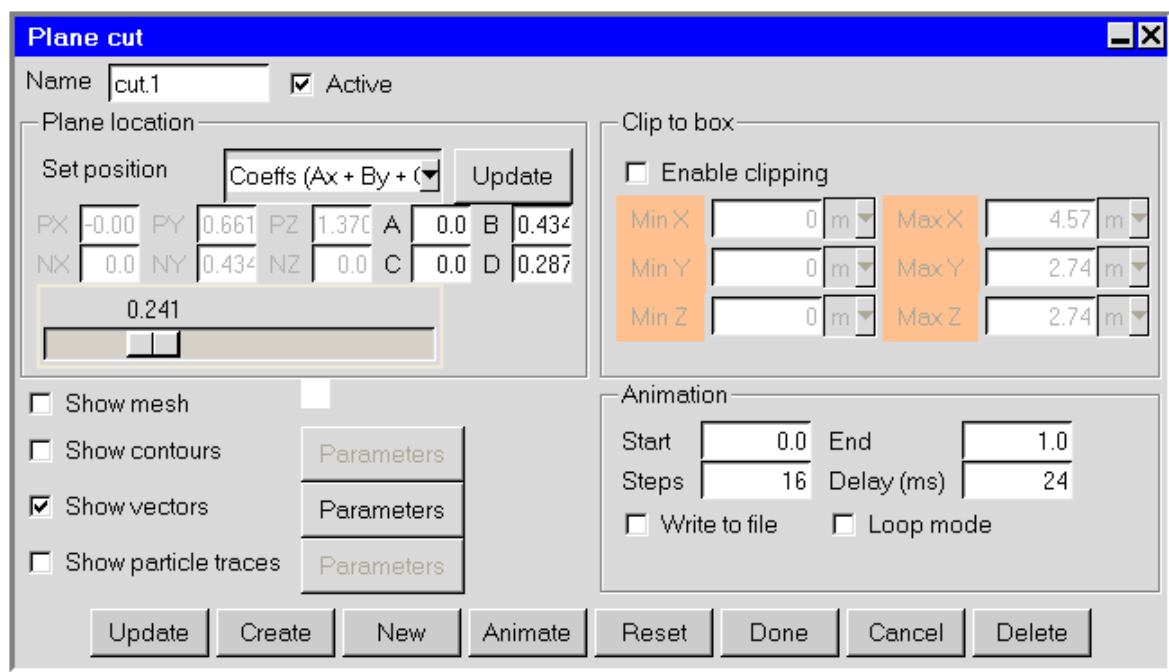 Plane cut
Name cut.1 Active
Plane location
Set position Coeffs (Ax + By + ( Update
PX -0.00 PY 0.661 PZ 1.370 A 0.0 B 0.434
NX 0.0 NY 0.434 NZ 0.0 C 0.0 D 0.287
0.241
Clip to box
Enable clipping
Min X 0 m Max X 4.57 m
Min Y 0 m Max Y 2.74 m
Min Z 0 m Max Z 2.74 m
Show mesh
Show contours Parameters
Show vectors Parameters
Show particle traces Parameters
Animation
Start 0.0 End 1.0
Steps 16 Delay (ms) 24
Write to file Loop mode
Update Create New Animate Reset Done Cancel Delete